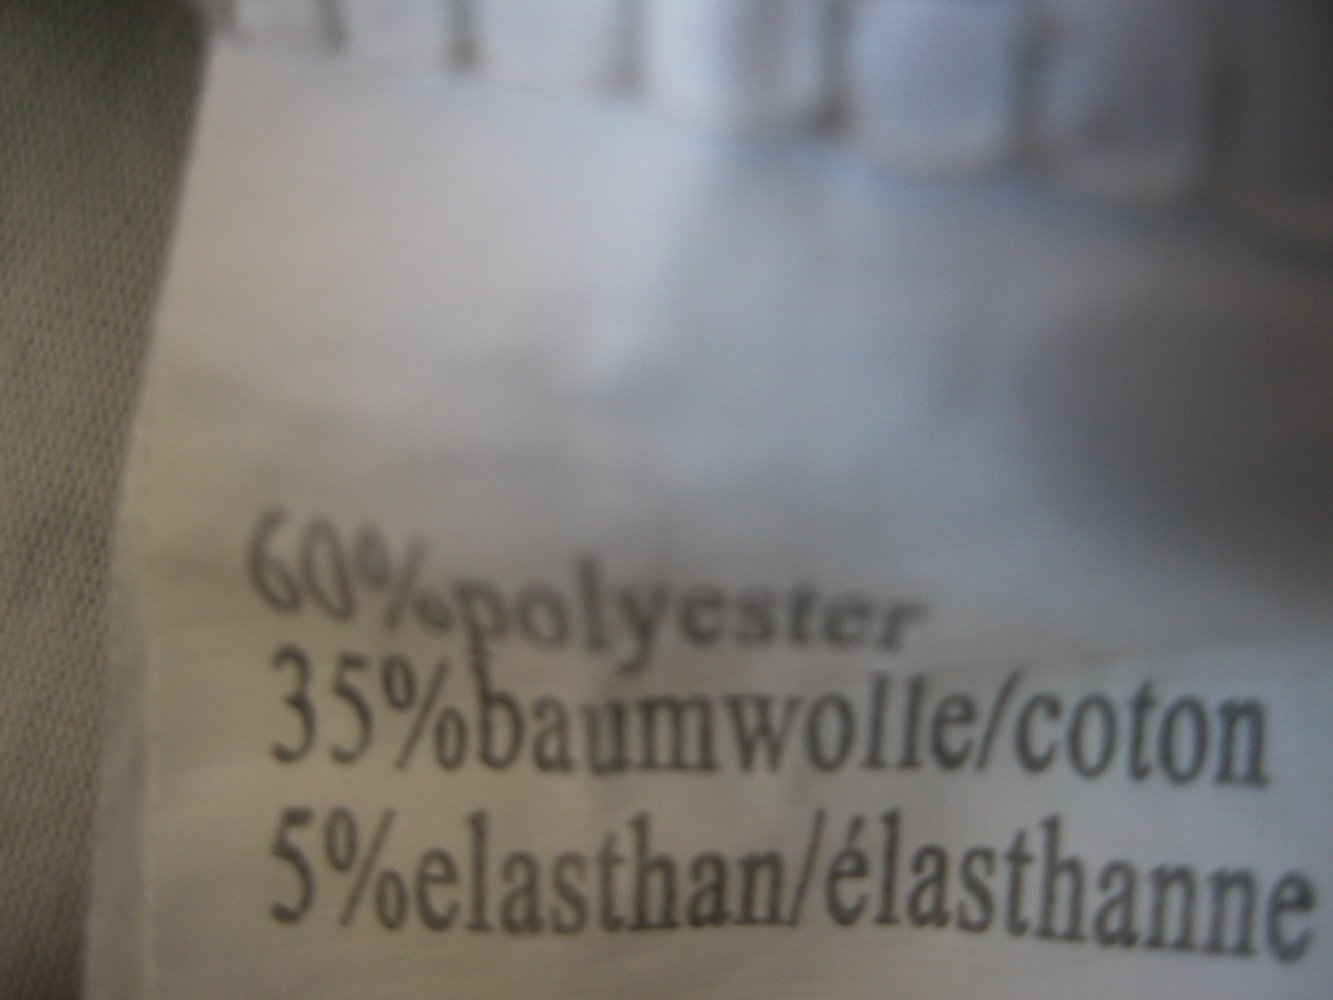 60%polyester
35%baumwolle/coton
5%elasthan/élasthanne